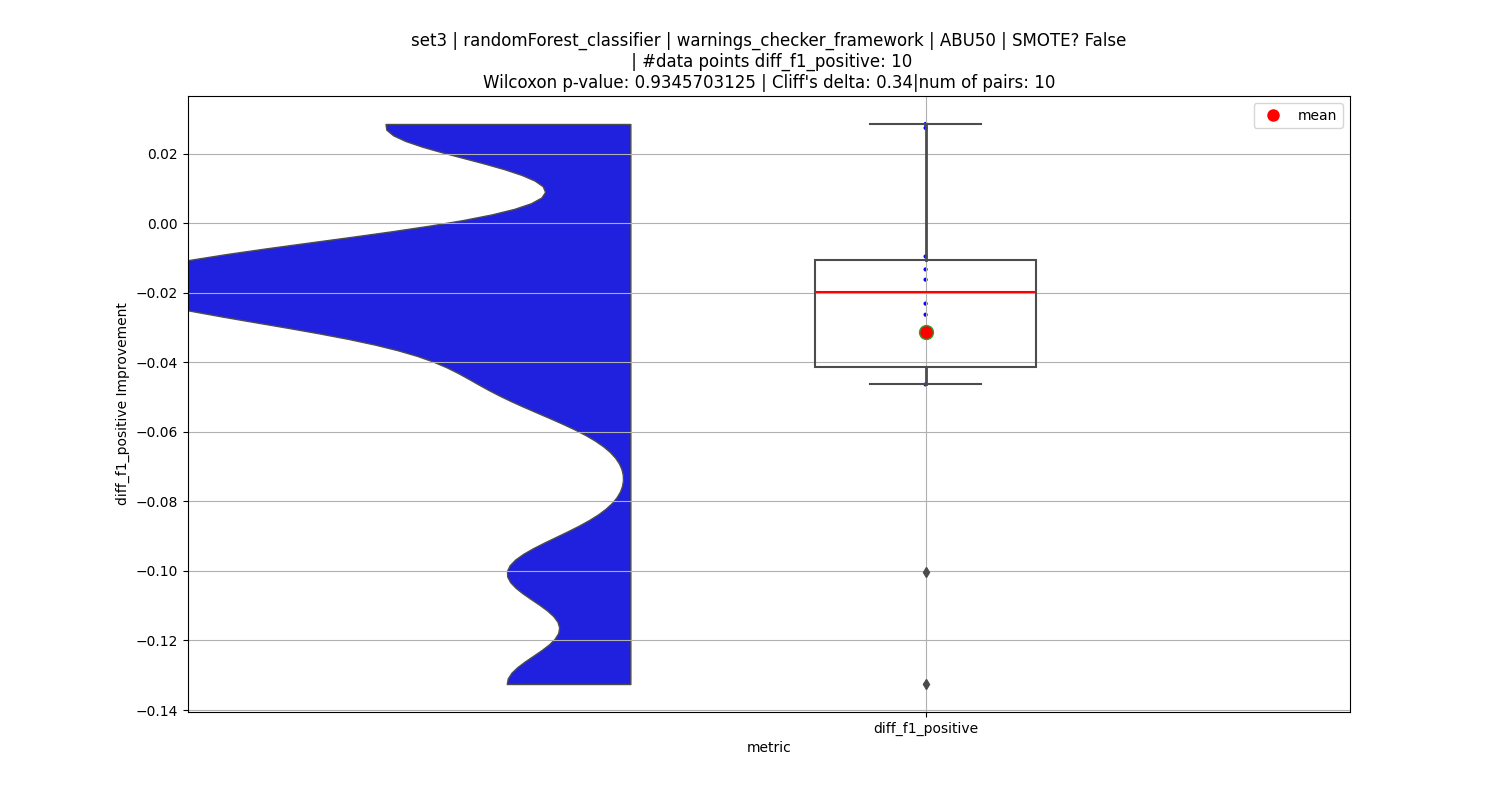 set3 | randomForest_classifier | warnings_checker_framework | ABU50 | SMOTE? False
| #data points diff_f1_positive: 10
Wilcoxon p-value: 0.9345703125 | Cliff's delta: 0.34|num of pairs: 10
mean
0.02
0.00
−0.02
−0.04
−0.06
−0.08
−0.10
−0.12
−0.14
diff_f1_positive Improvement
diff_f1_positive
metric